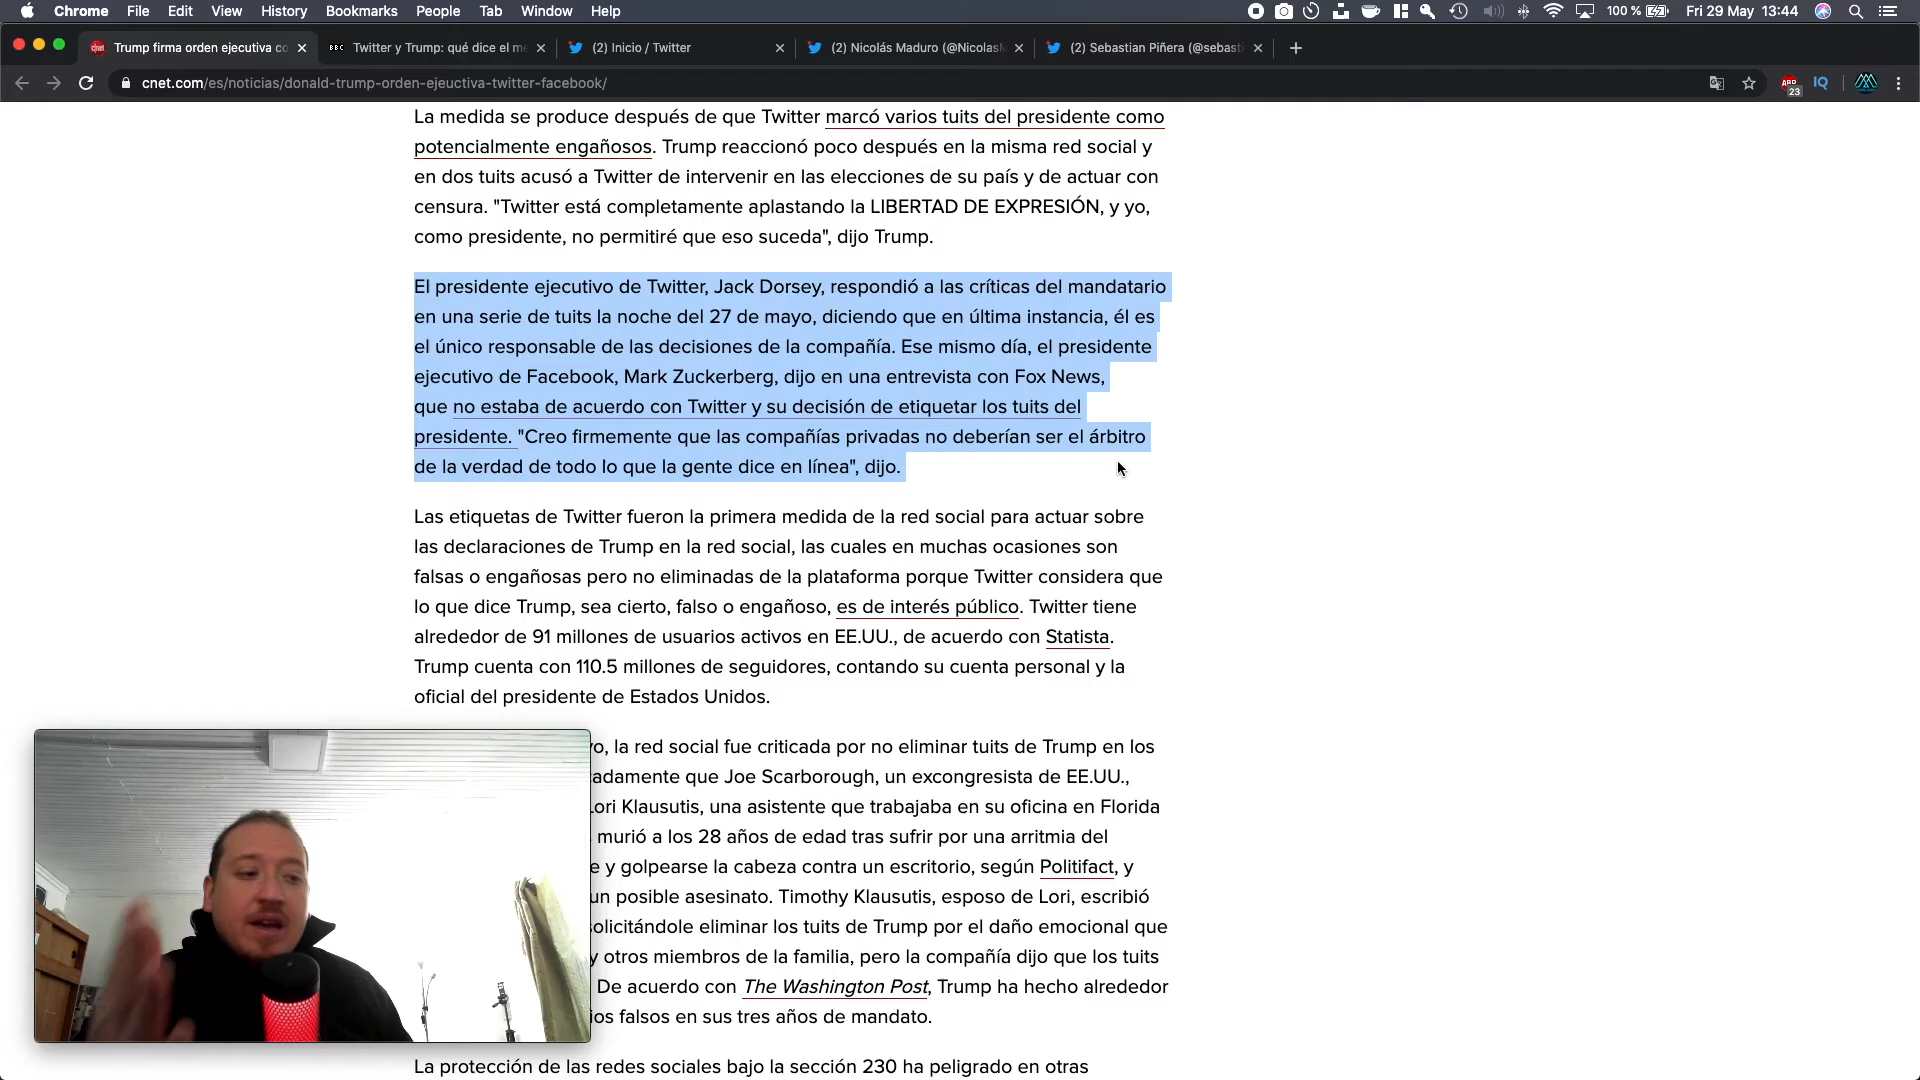 Chrome File Edit View History Bookmarks People Tab Window Help 100 % Fri 29 May 13:44
Trump firma orden ejecutiva co BBC Twitter y Trump: qué dice el me (2) Inicio / Twitter (2) Nicolás Maduro (@NicolasM (2) Sebastian Piñera (@sebasti
cnet.com/es/noticias/donald-trump-orden-ejeuctiva-twitter-facebook/ ABD 23 IQ
La medida se produce después de que Twitter marcó varios tuits del presidente como
potencialmente engañosos. Trump reaccionó poco después en la misma red social y
en dos tuits acusó a Twitter de intervenir en las elecciones de su país y de actuar con
censura. "Twitter está completamente aplastando la LIBERTAD DE EXPRESIÓN, y yo,
como presidente, no permitiré que eso suceda", dijo Trump.
El presidente ejecutivo de Twitter, Jack Dorsey, respondió a las críticas del mandatario
en una serie de tuits la noche del 27 de mayo, diciendo que en última instancia, él es
el único responsable de las decisiones de la compañía. Ese mismo día, el presidente
ejecutivo de Facebook, Mark Zuckerberg, dijo en una entrevista con Fox News,
que no estaba de acuerdo con Twitter y su decisión de etiquetar los tuits del
presidente. "Creo firmemente que las compañías privadas no deberían ser el árbitro
de la verdad de todo lo que la gente dice en línea", dijo.
Las etiquetas de Twitter fueron la primera medida de la red social para actuar sobre
las declaraciones de Trump en la red social, las cuales en muchas ocasiones son
falsas o engañosas pero no eliminadas de la plataforma porque Twitter considera que
lo que dice Trump, sea cierto, falso o engañoso, es de interés público. Twitter tiene
alrededor de 91 millones de usuarios activos en EE.UU., de acuerdo con Statista.
Trump cuenta con 110.5 millones de seguidores, contando su cuenta personal y la
oficial del presidente de Estados Unidos.
yo, la red social fue criticada por no eliminar tuits de Trump en los
tadamente que Joe Scarborough, un excongresista de EE.UU.,
Lori Klausutis, una asistente que trabajaba en su oficina en Florida
murió a los 28 años de edad tras sufrir por una arritmia del
e y golpearse la cabeza contra un escritorio, según Politifact, y
un posible asesinato. Timothy Klausutis, esposo de Lori, escribió
solicitándole eliminar los tuits de Trump por el daño emocional que
y otros miembros de la familia, pero la compañía dijo que los tuits
De acuerdo con The Washington Post, Trump ha hecho alrededor
ios falsos en sus tres años de mandato.
La protección de las redes sociales bajo la sección 230 ha peligrado en otras